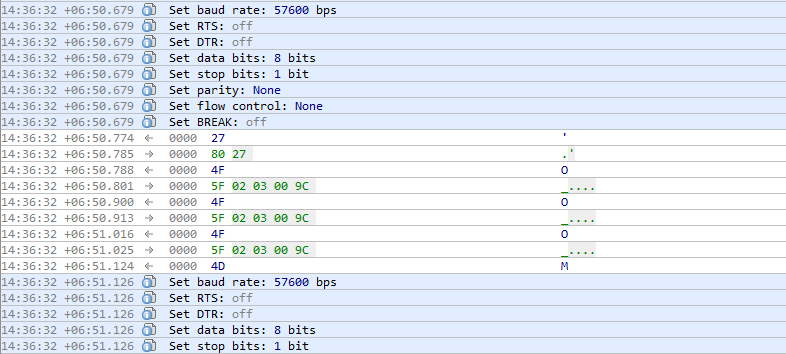 14:36:32 +06:50.679 Set baud rate: 57600 bps
14:36:32 +06:50.679 Set RTS: off
14:36:32 +06:50.679 Set DTR: off
14:36:32 +06:50.679 Set data bits: 8 bits
14:36:32 +06:50.679 Set stop bits: 1 bit
14:36:32 +06:50.679 Set parity: None
14:36:32 +06:50.679 Set flow control: None
14:36:32 +06:50.679 Set BREAK: off
14:36:32 +06:50.774 ← 0000 27 '
14:36:32 +06:50.785 → 0000 80 27 .'
14:36:32 +06:50.788 ← 0000 4F O
14:36:32 +06:50.801 → 0000 5F 02 03 00 9C _....
14:36:32 +06:50.900 ← 0000 4F O
14:36:32 +06:50.913 → 0000 5F 02 03 00 9C _....
14:36:32 +06:51.016 ← 0000 4F O
14:36:32 +06:51.025 → 0000 5F 02 03 00 9C _....
14:36:32 +06:51.124 ← 0000 4D M
14:36:32 +06:51.126 Set baud rate: 57600 bps
14:36:32 +06:51.126 Set RTS: off
14:36:32 +06:51.126 Set DTR: off
14:36:32 +06:51.126 Set data bits: 8 bits
14:36:32 +06:51.126 Set stop bits: 1 bit